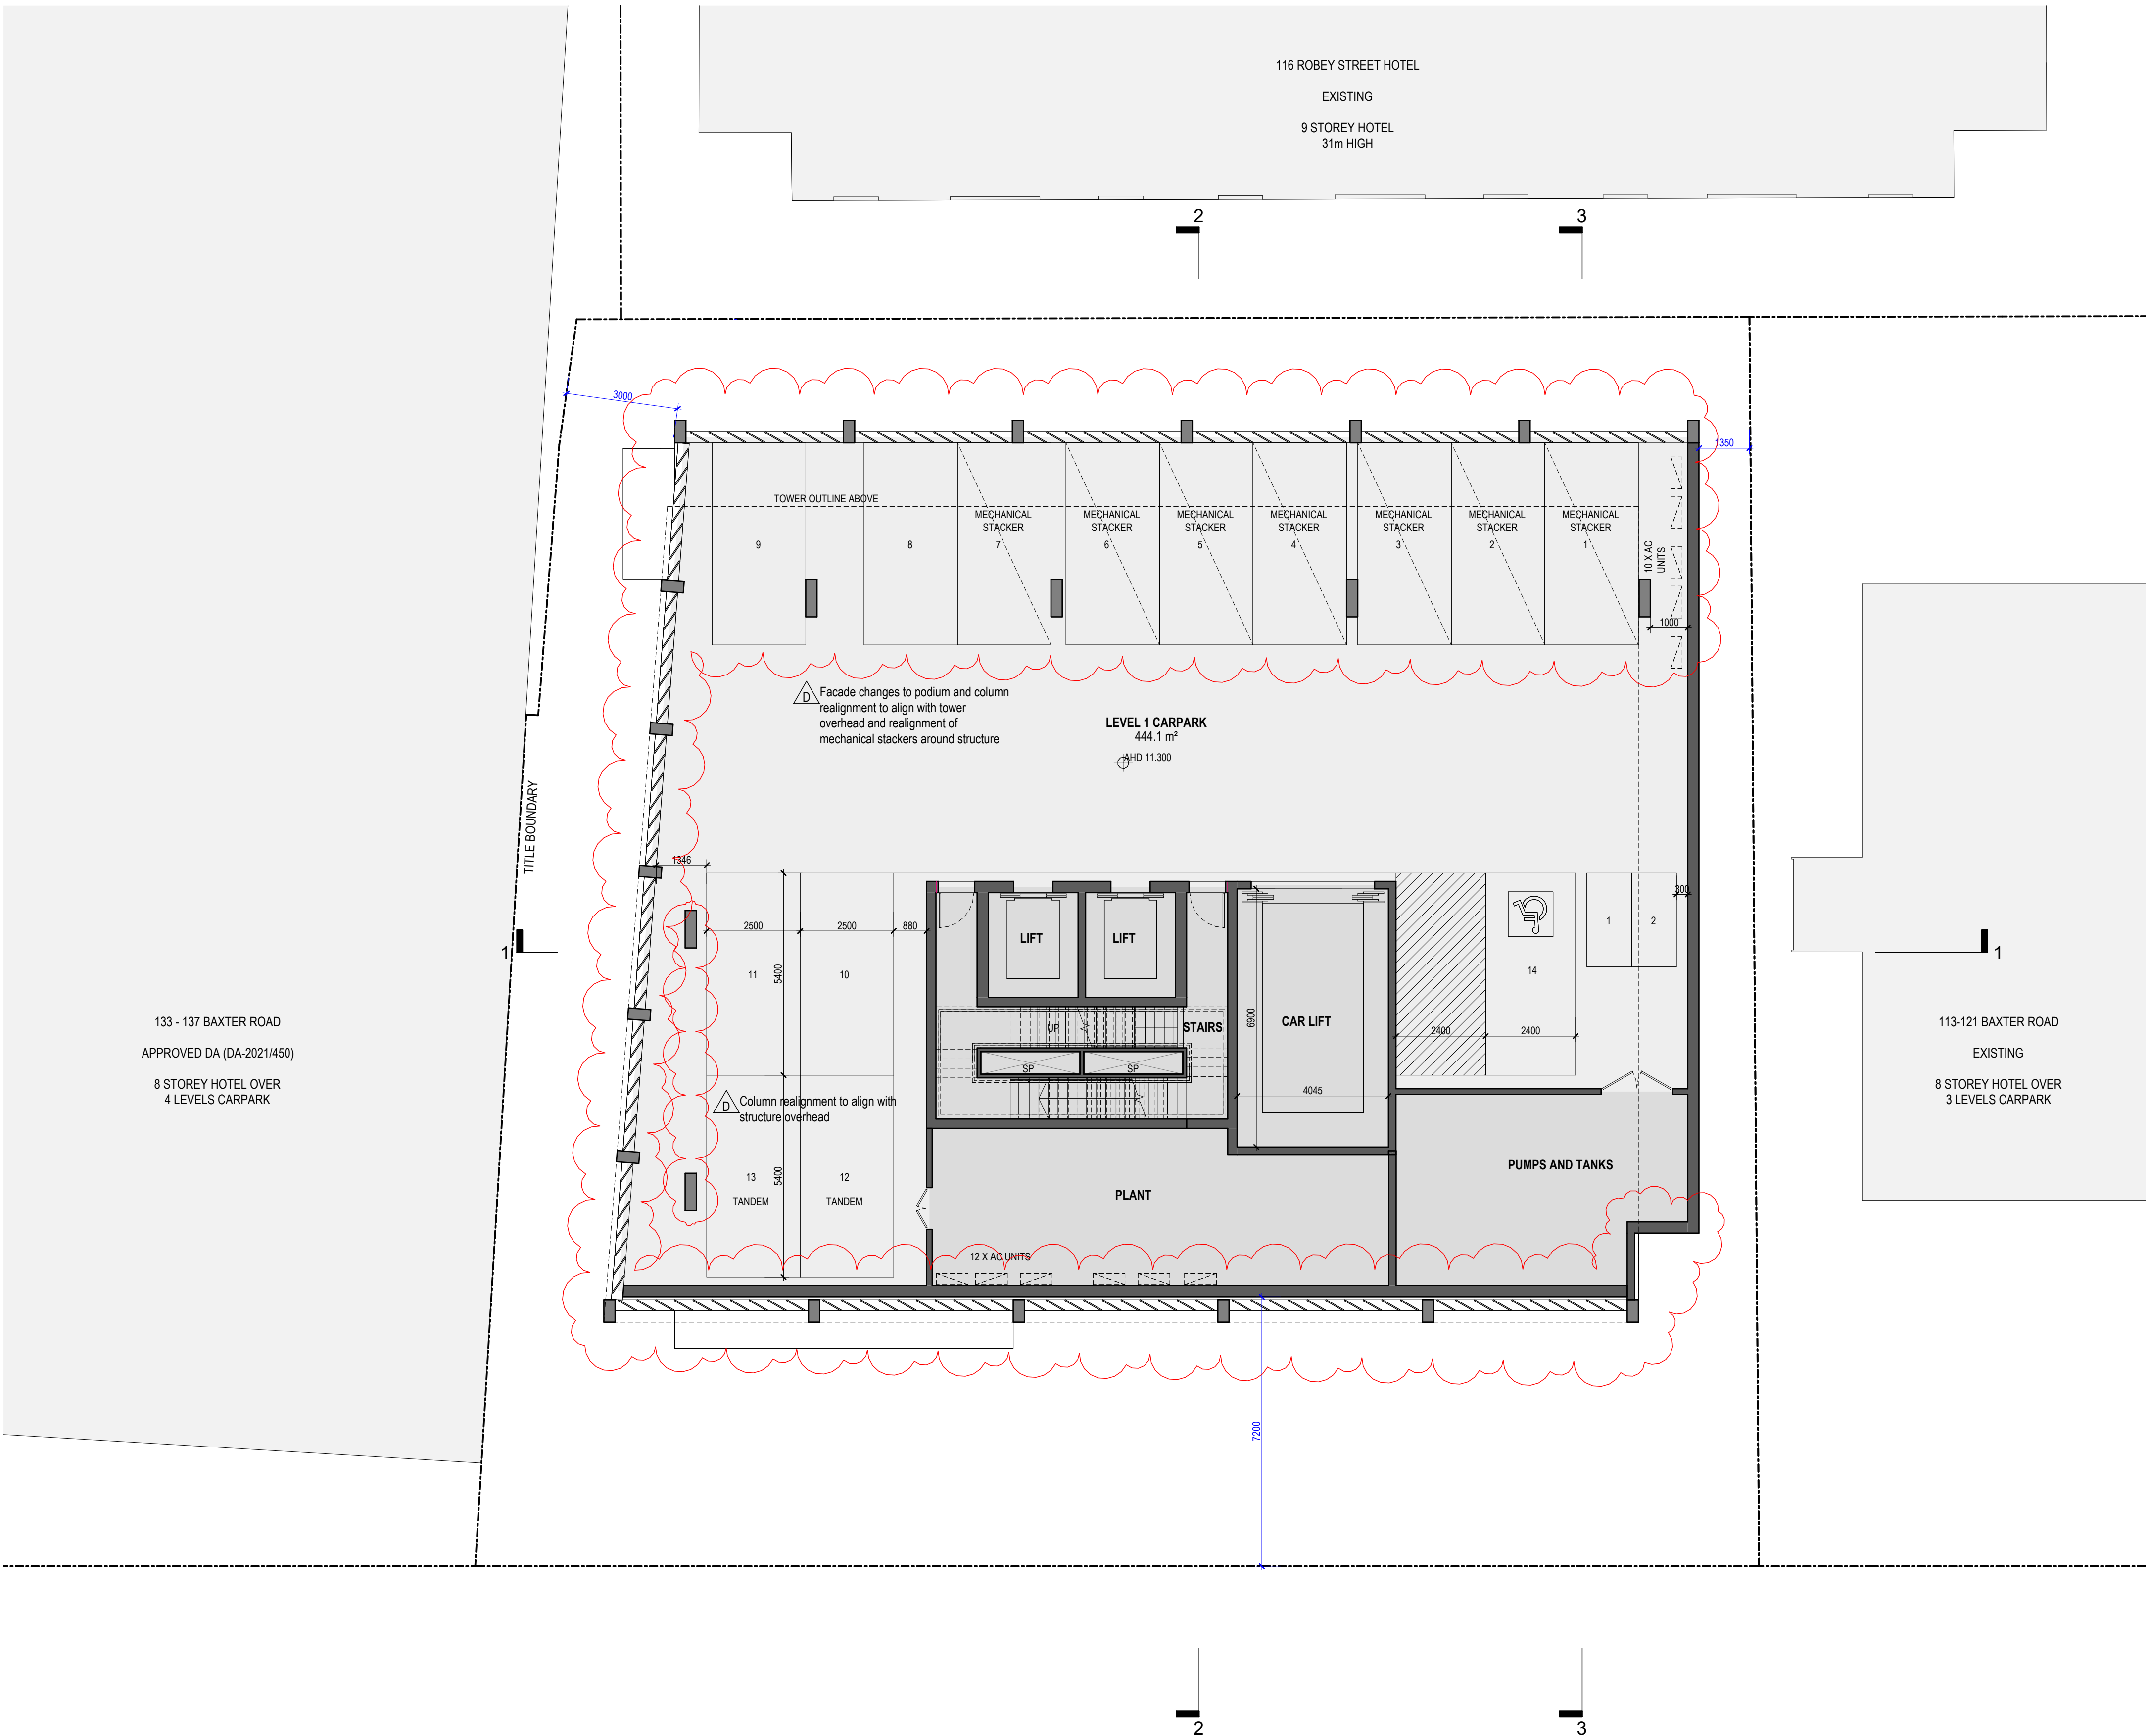 116 ROBEY STREET HOTEL
EXISTING
9 STOREY HOTEL
31m HIGH
2
3
3000
1350
TOWER OUTLINE ABOVE
9
8
MECHANICAL
STACKER
7
MECHANICAL
STACKER
6
MECHANICAL
STACKER
5
MECHANICAL
STACKER
4
MECHANICAL
STACKER
3
MECHANICAL
STACKER
2
MECHANICAL
STACKER
1
10 X AC
UNITS
1000
D
Facade changes to podium and column
realignment to align with tower
overhead and realignment of
mechanical stackers around structure
LEVEL 1 CARPARK
444.1 m²
AHD 11.300
TITLE BOUNDARY
1346
2500
2500
880
300
1
11
5400
10
LIFT
LIFT
14
1
2
1
133 - 137 BAXTER ROAD
APPROVED DA (DA-2021/450)
8 STOREY HOTEL OVER
4 LEVELS CARPARK
UP
STAIRS
6900
CAR LIFT
2400
2400
113-121 BAXTER ROAD
EXISTING
8 STOREY HOTEL OVER
3 LEVELS CARPARK
SP
SP
4045
D
Column realignment to align with
structure overhead
13
TANDEM
5400
12
TANDEM
PLANT
PUMPS AND TANKS
12 X AC UNITS
7200
2
3